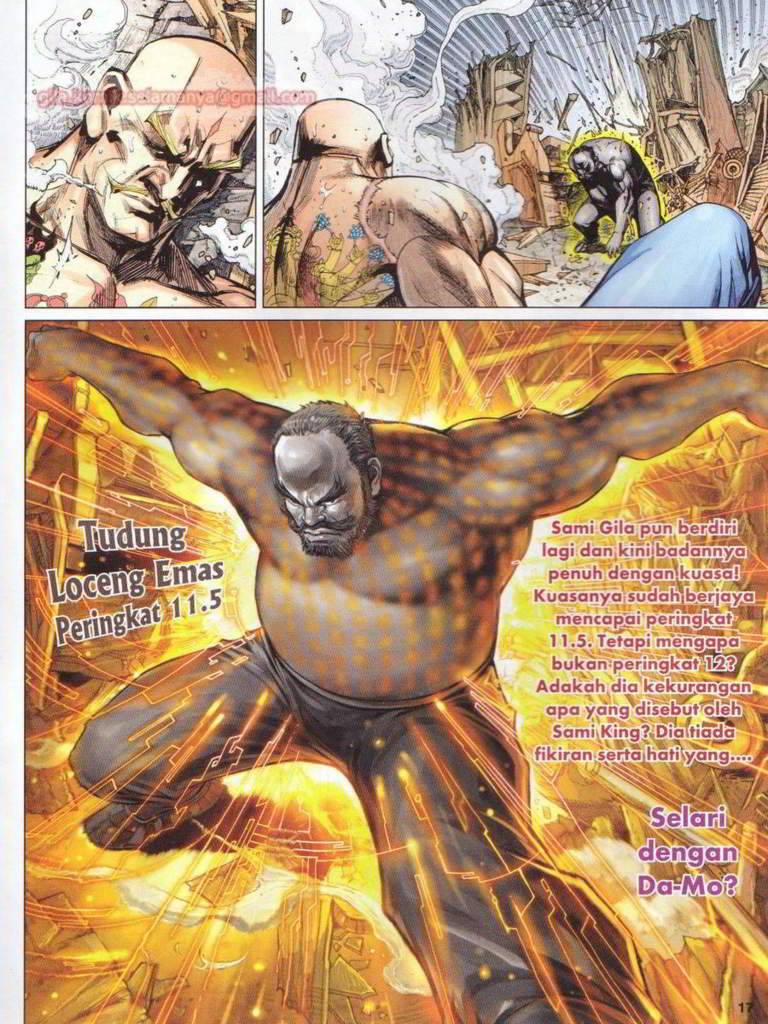 Tudung
Loceng Emas
Peringkat 11.5
Sami Gila pun berdiri
lagi dan kini badannya
penuh dengan kuasa!
Kuasanya sudah berjaya
mencapai peringkat
11.5. Tetapi mengapa
bukan peringkat 12?
Adakah dia kekurangan
apa yang disebut oleh
Sami King? Dia tiada
fikiran serta hati yang....
Selari
dengan
Da-Mo?
17